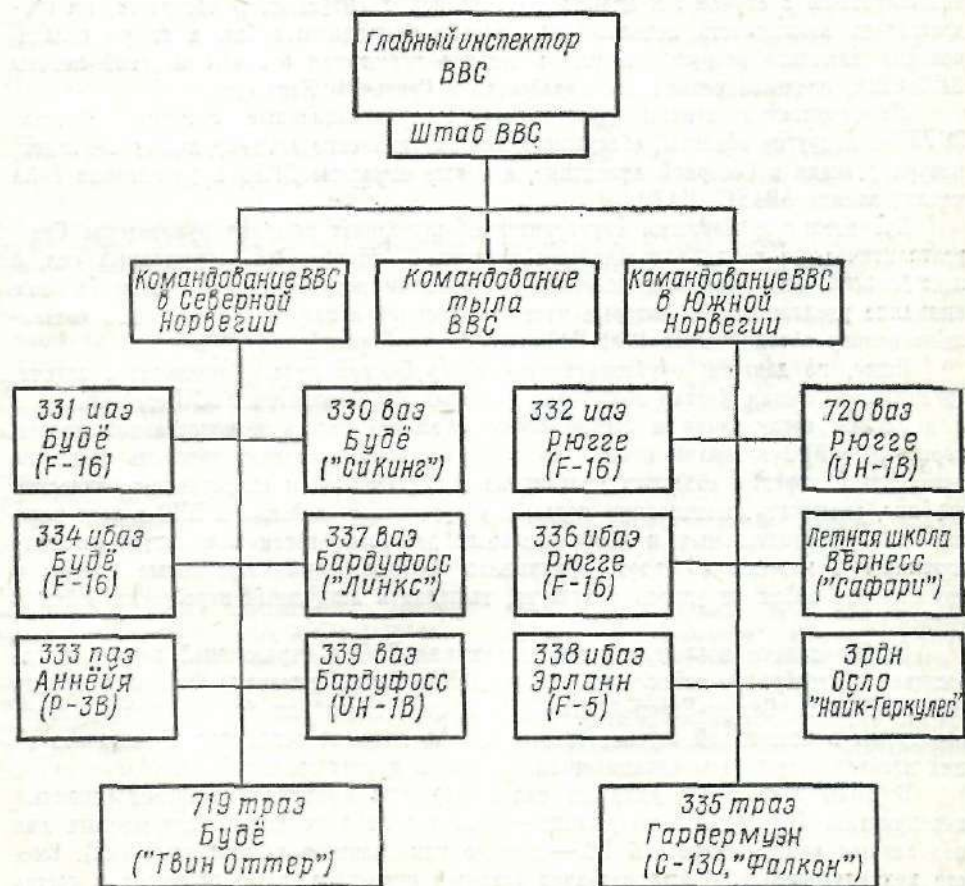 Главный инспектор
ВВС
Штаб ВВС
Командование ВВС
в Северной
Норвегии
Командование
тыла
ВВС
Командование ВВС
в Южной
Норвегии
331 иаэ
Будё
(F-16)
330 ваэ
Будё
("Си Кинг")
332 иаэ
Рюгге
(F-16)
720 ваэ
Рюгге
(UH-1B)
334 ибаэ
Будё
(F-16)
337 ваэ
Бардуфосс
("Линкс")
336 ибаэ
Рюгге
(F-16)
Летная школа
Вернесс
("Сафари")
333 паэ
Аннёйя
(P-3B)
339 ваэ
Бардуфосс
(UH-1B)
338 ибаэ
Эрланн
(F-5)
Зрдн
Осло
"Найк-Геркулес"
719 траэ
Будё
("Твин Оттер")
335 траэ
Гардермуэн
(C-130, "Фалкон")